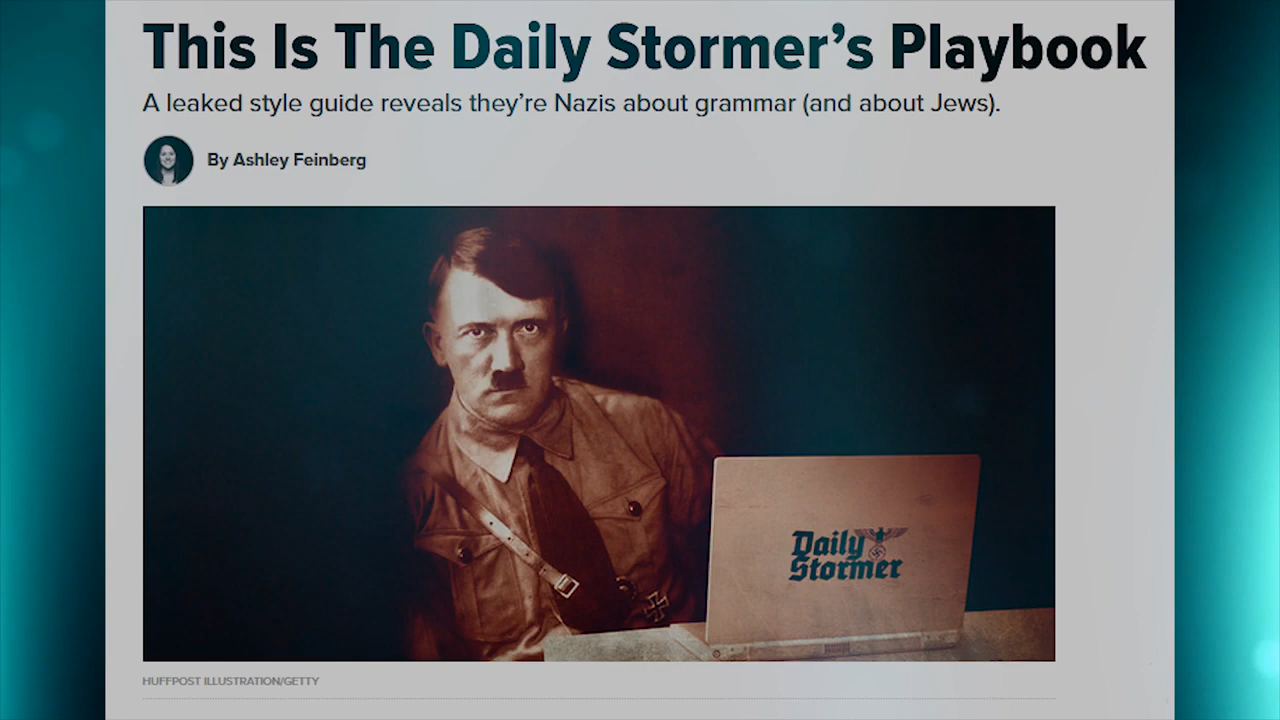 This Is The Daily Stormer’s Playbook
A leaked style guide reveals they’re Nazis about grammar (and about Jews).
By Ashley Feinberg
Daily
Stormer
HUFFPOST ILLUSTRATION/GETTY